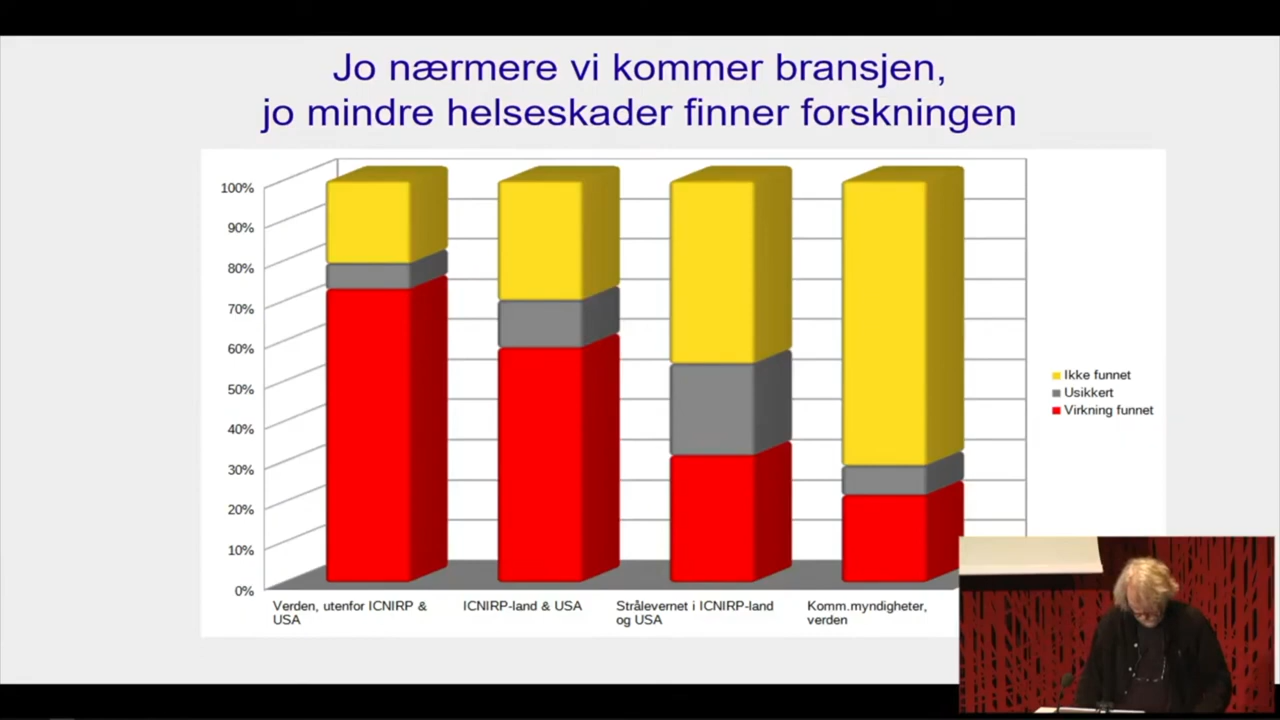 Jo nærmere vi kommer bransjen,
jo mindre helseskader finner forskningen
100%
90%
80%
70%
60%
50%
40%
30%
20%
10%
0%
Verden, utenfor ICNIRP &
USA
ICNIRP-land & USA
Strålevernet i ICNIRP-land
og USA
Komm.myndigheter,
verden
Ikke funnet
Usikkert
Virkning funnet